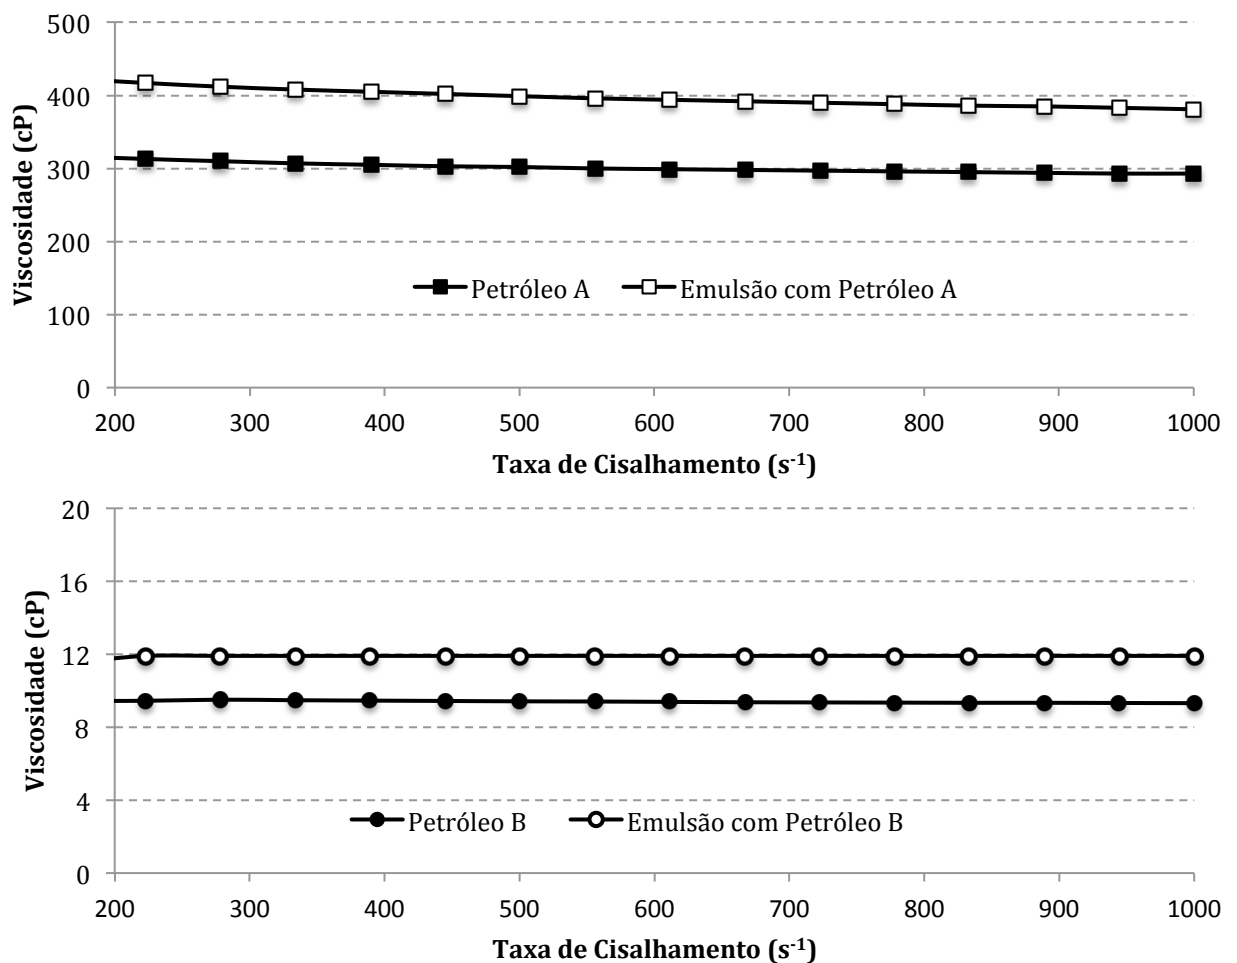 500
400
300
200
100
0
Viscosidade (cP)
Petróleo A
Emulsão com Petróleo A
200 300 400 500 600 700 800 900 1000
Taxa de Cisalhamento (s⁻¹)
20
16
12
8
4
0
Viscosidade (cP)
Petróleo B
Emulsão com Petróleo B
200 300 400 500 600 700 800 900 1000
Taxa de Cisalhamento (s⁻¹)